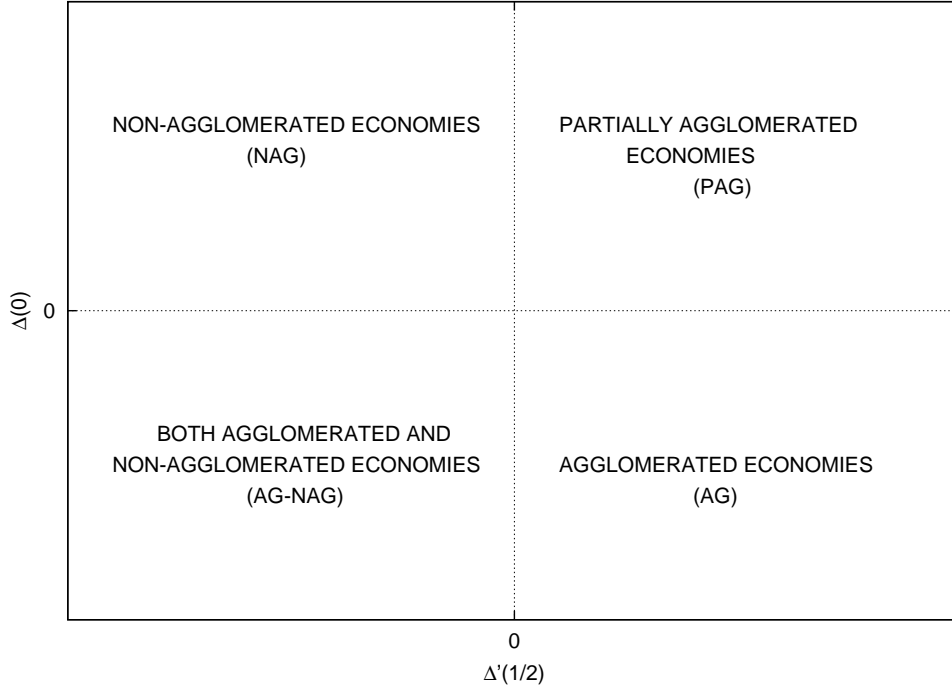 NON-AGGLOMERATED ECONOMIES
(NAG)
PARTIALLY AGGLOMERATED
ECONOMIES
(PAG)
Δ(0)
0
BOTH AGGLOMERATED AND
NON-AGGLOMERATED ECONOMIES
(AG-NAG)
AGGLOMERATED ECONOMIES
(AG)
0
Δ'(1/2)